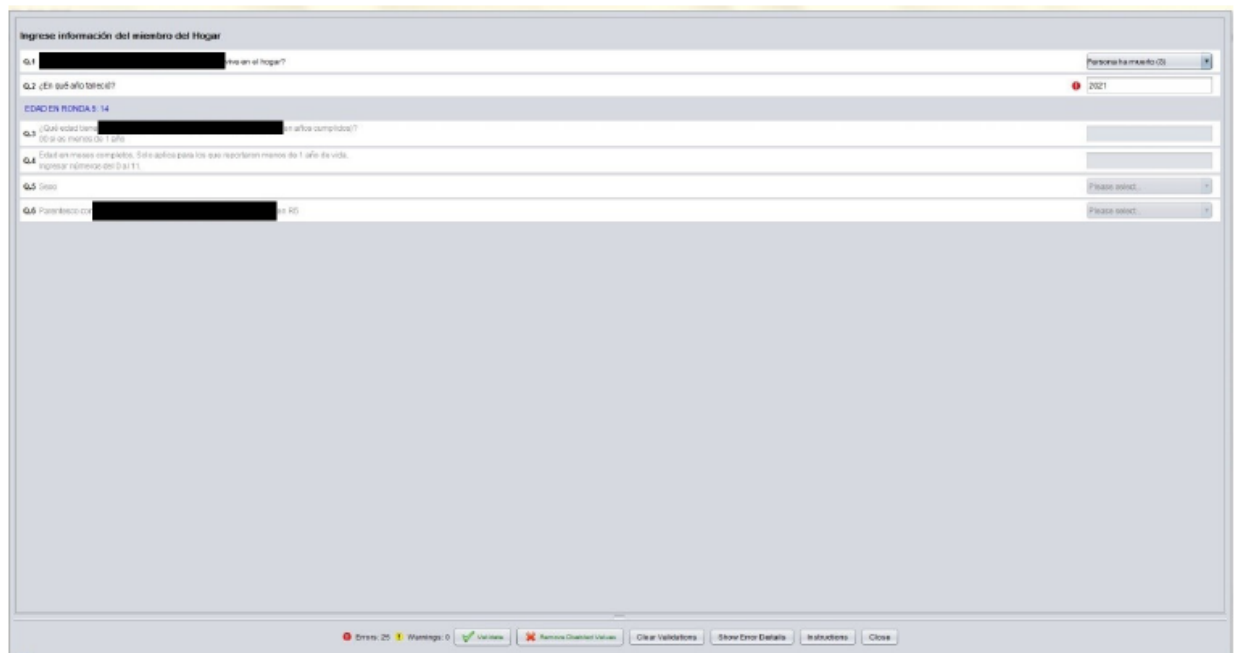 Ingrese información del miembro del Hogar
Q.1 vive en el hogar? Persona ha muerto (3)
Q.2 ¿En qué año falleció? 2021
EDAD EN RONDA 5: 14
Q.3 ¿Qué edad tiene en años cumplidos)?
00 si es menos de 1 año
Q.4 Edad en meses completos. Solo aplica para los que reportaron menos de 1 año de vida.
Ingresar números del 0 al 11.
Q.5 Sexo Please select..
Q.6 Parentesco con en R5 Please select..
Errors: 25 Warnings: 0 Validate Remove Disabled Values Clear Validations Show Error Details Instructions Close